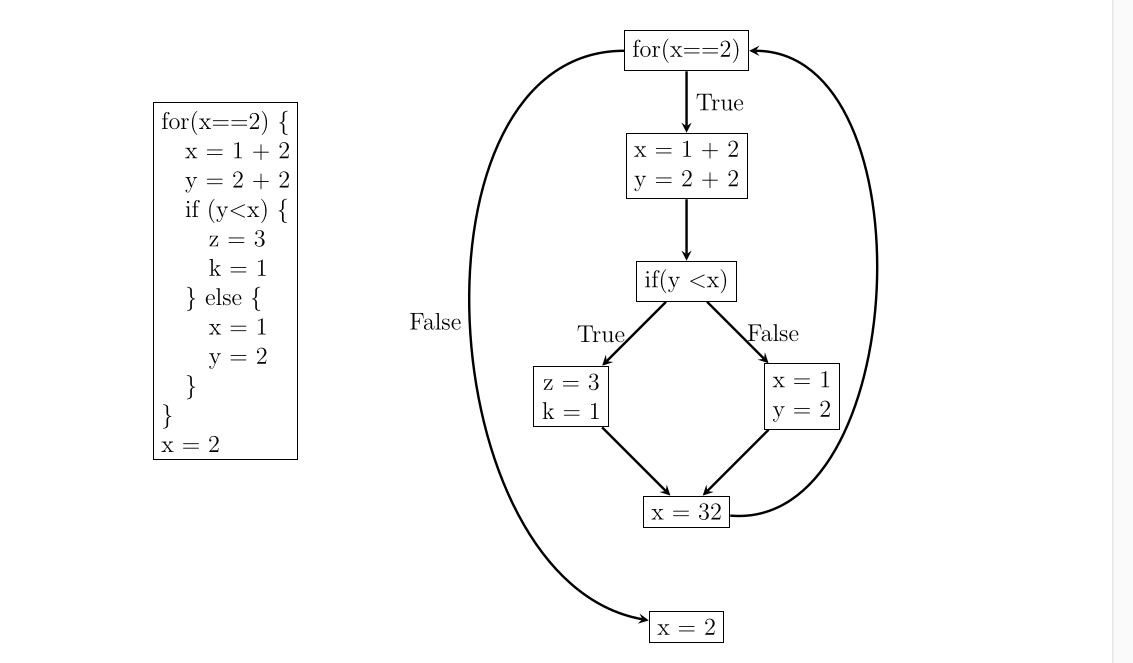 for(x==2) {
x = 1 + 2
y = 2 + 2
if (y<x) {
z = 3
k = 1
} else {
x = 1
y = 2
}
}
x = 2
for(x==2)
True
x = 1 + 2
y = 2 + 2
if(y <x)
True
False
z = 3
k = 1
x = 1
y = 2
False
x = 32
x = 2